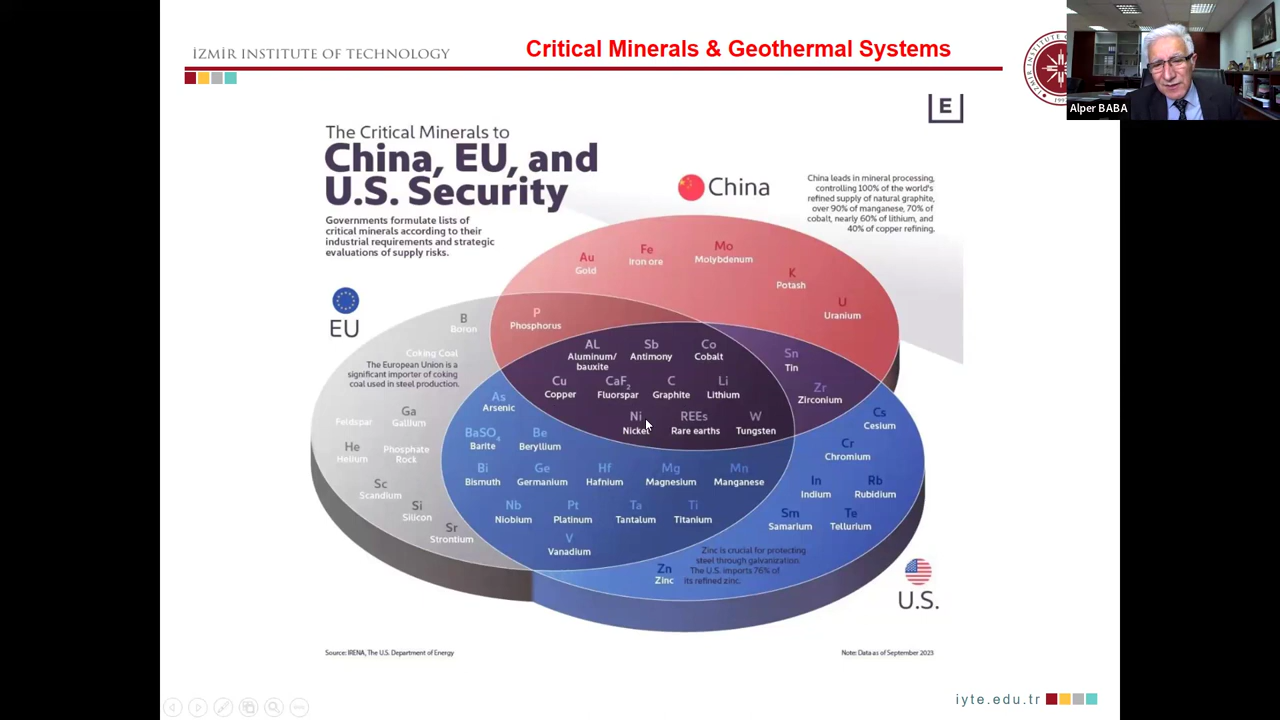 İZMİR INSTITUTE OF TECHNOLOGY
Critical Minerals & Geothermal Systems
Alper BABA
E
The Critical Minerals to
China, EU, and
U.S. Security
Governments formulate lists of
critical minerals according to their
industrial requirements and strategic
evaluations of supply risks.
China
China leads in mineral processing,
controlling 100% of the world's
refined supply of natural graphite,
over 90% of manganese, 70% of
cobalt, nearly 60% of lithium, and
40% of copper refining.
Au
Gold
Fe
Iron ore
Mo
Molybdenum
K
Potash
U
Uranium
EU
B
Boron
P
Phosphorus
Coking Coal
The European Union is a
significant importer of coking
coal used in steel production.
AL
Aluminum/
bauxite
Sb
Antimony
Co
Cobalt
Sn
Tin
Cu
Copper
CaF2
Fluorspar
C
Graphite
Li
Lithium
Zr
Zirconium
As
Arsenic
Ni
Nickel
REEs
Rare earths
W
Tungsten
Cs
Cesium
Feldspar
Ga
Gallium
BaSO4
Barite
Be
Beryllium
Cr
Chromium
He
Helium
Phosphate
Rock
Bi
Bismuth
Ge
Germanium
Hf
Hafnium
Mg
Magnesium
Mn
Manganese
In
Indium
Rb
Rubidium
Sc
Scandium
Si
Silicon
Nb
Niobium
Pt
Platinum
Ta
Tantalum
Ti
Titanium
Sm
Samarium
Te
Tellurium
Sr
Strontium
V
Vanadium
Zn
Zinc
Zinc is crucial for protecting
steel through galvanization.
The U.S. imports 76% of
its refined zinc.
U.S.
Source: IRENA, The U.S. Department of Energy
Note: Data as of September 2023
iyte.edu.tr